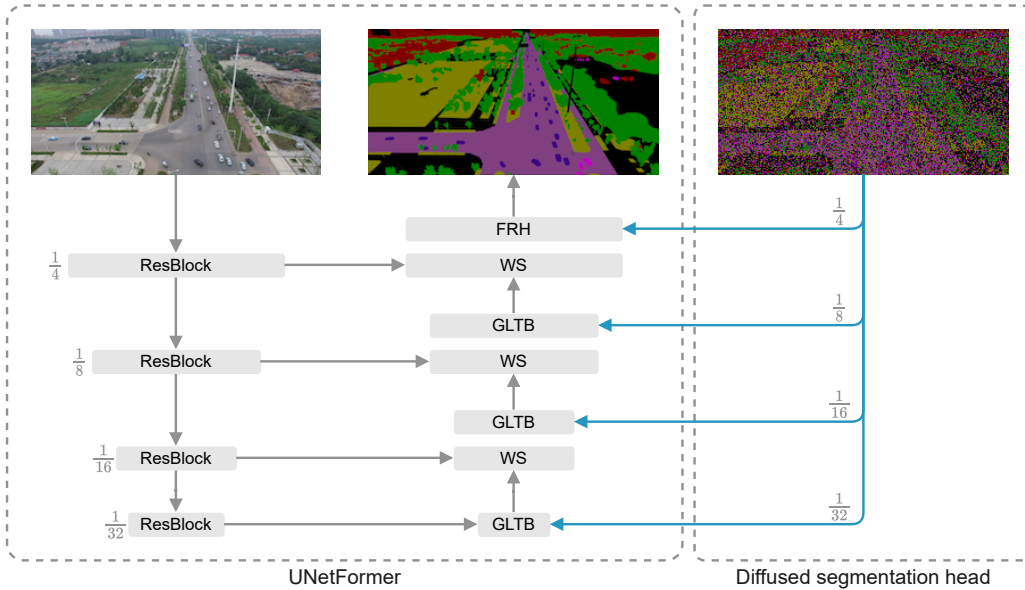 FRH
1/4
1/4
ResBlock
WS
GLTB
1/8
1/8
ResBlock
WS
GLTB
1/16
1/16
ResBlock
WS
1/32
ResBlock
GLTB
1/32
UNetFormer
Diffused segmentation head